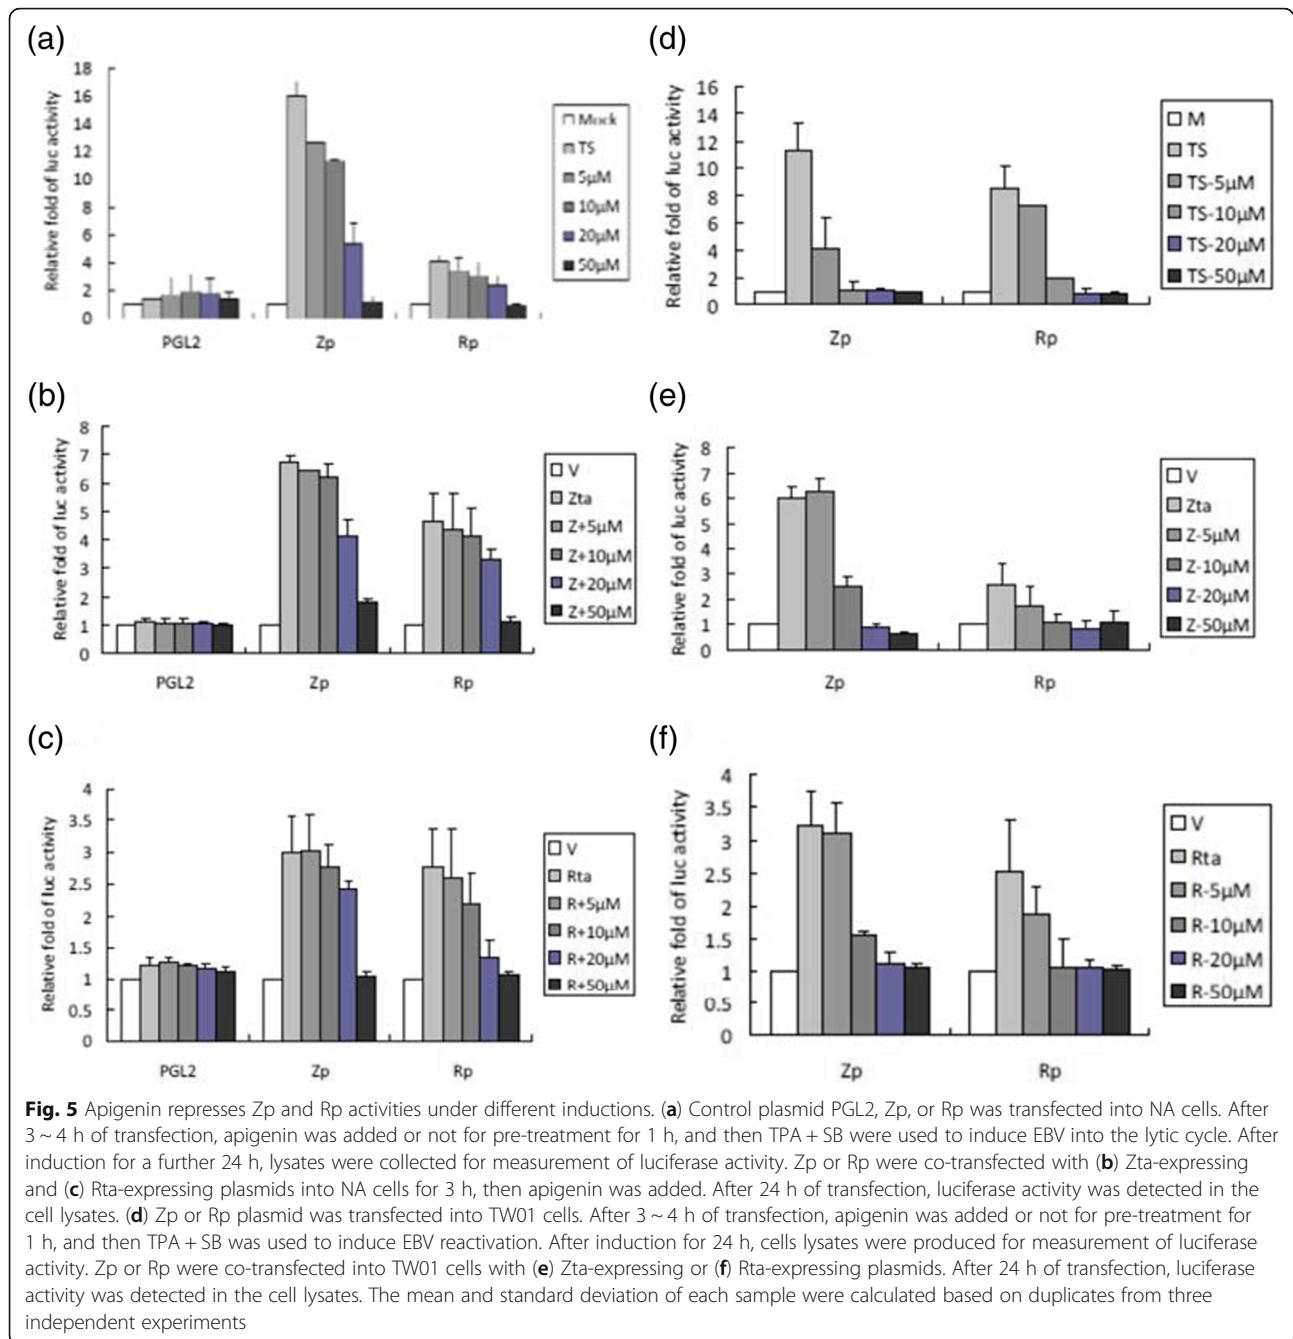 (a)
Relative fold of luc activity
18
16
14
12
10
8
6
4
2
0
PGL2 Zp Rp
Mock
TS
5μM
10μM
20μM
50μM
(d)
Relative fold of luc activity
16
14
12
10
8
6
4
2
0
Zp Rp
M
TS
TS-5μM
TS-10μM
TS-20μM
TS-50μM
(b)
Relative fold of luc activity
8
7
6
5
4
3
2
1
0
PGL2 Zp Rp
V
Zta
Z+5μM
Z+10μM
Z+20μM
Z+50μM
(e)
Relative fold of luc activity
8
7
6
5
4
3
2
1
0
Zp Rp
V
Zta
Z-5μM
Z-10μM
Z-20μM
Z-50μM
(c)
Relative fold of luc activity
4
3.5
3
2.5
2
1.5
1
0.5
0
PGL2 Zp Rp
V
Rta
R+5μM
R+10μM
R+20μM
R+50μM
(f)
Relative fold of luc activity
4
3.5
3
2.5
2
1.5
1
0.5
0
Zp Rp
V
Rta
R-5μM
R-10μM
R-20μM
R-50μM
Fig. 5 Apigenin represses Zp and Rp activities under different inductions. (a) Control plasmid PGL2, Zp, or Rp was transfected into NA cells. After
3 ~ 4 h of transfection, apigenin was added or not for pre-treatment for 1 h, and then TPA + SB were used to induce EBV into the lytic cycle. After
induction for a further 24 h, lysates were collected for measurement of luciferase activity. Zp or Rp were co-transfected with (b) Zta-expressing
and (c) Rta-expressing plasmids into NA cells for 3 h, then apigenin was added. After 24 h of transfection, luciferase activity was detected in the
cell lysates. (d) Zp or Rp plasmid was transfected into TW01 cells. After 3 ~ 4 h of transfection, apigenin was added or not for pre-treatment for
1 h, and then TPA + SB was used to induce EBV reactivation. After induction for 24 h, cells lysates were produced for measurement of luciferase
activity. Zp or Rp were co-transfected into TW01 cells with (e) Zta-expressing or (f) Rta-expressing plasmids. After 24 h of transfection, luciferase
activity was detected in the cell lysates. The mean and standard deviation of each sample were calculated based on duplicates from three
independent experiments